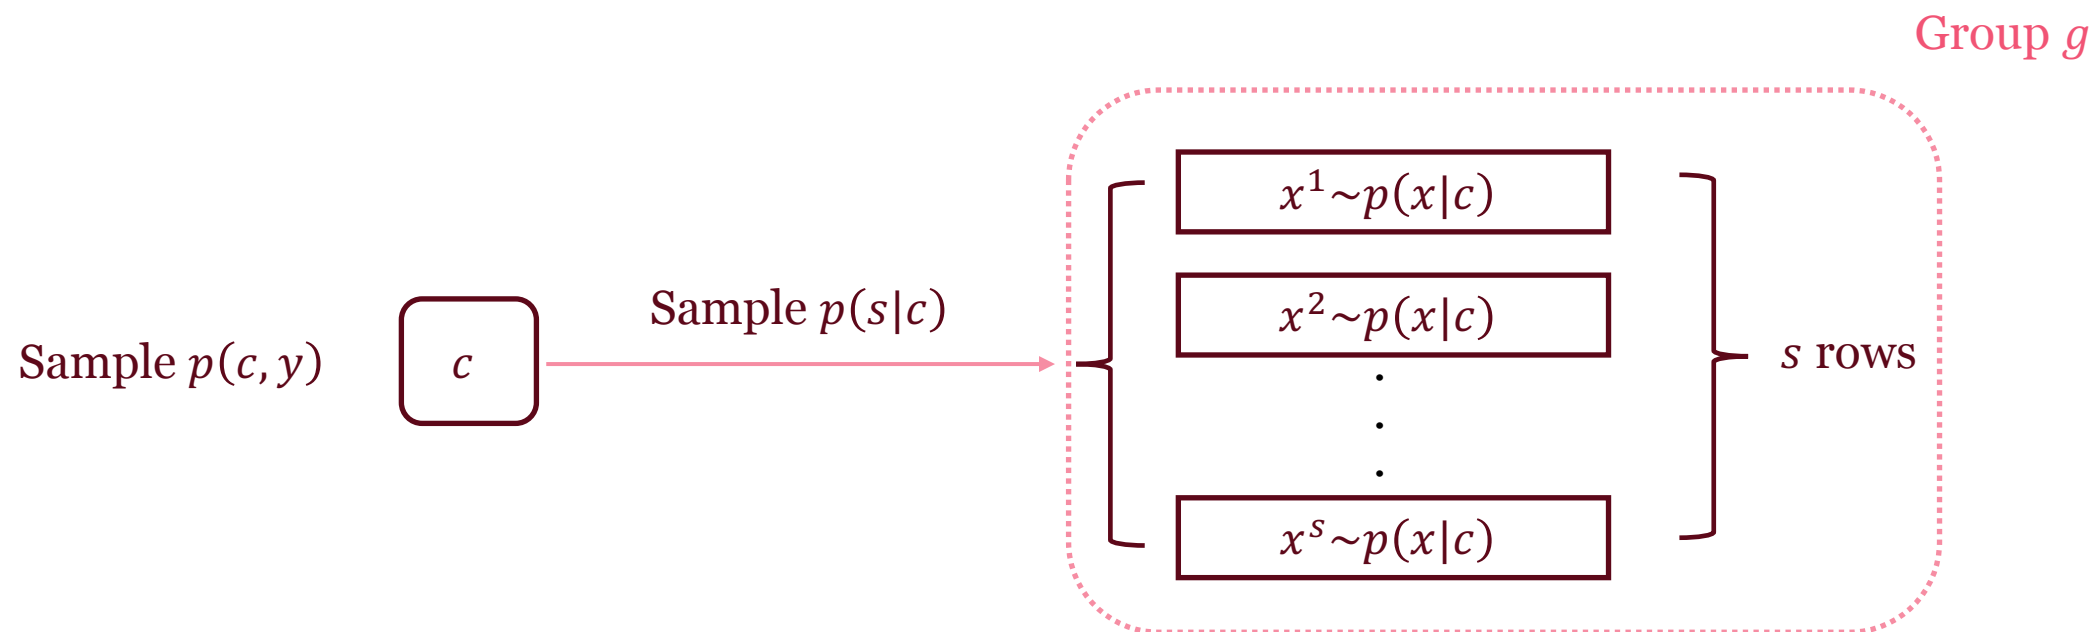 Group g
x¹~p(x|c)
Sample p(s|c)
x²~p(x|c)
Sample p(c, y)
c
s rows
xˢ~p(x|c)